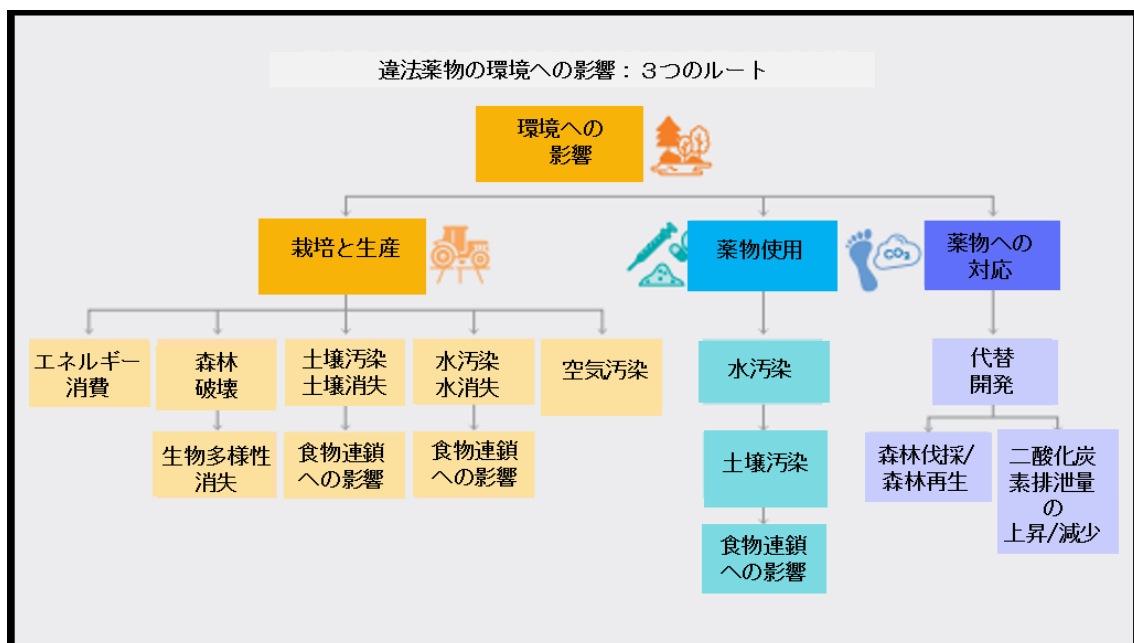 違法薬物の環境への影響：３つのルート
環境への
影響
栽培と生産
薬物使用
CO₂
薬物への
対応
エネルギー
消費
森林
破壊
土壌汚染
土壌消失
水汚染
水消失
空気汚染
水汚染
代替
開発
生物多様性
消失
食物連鎖
への影響
食物連鎖
への影響
土壌汚染
森林伐採/
森林再生
二酸化炭
素排泄量
の
上昇/減少
食物連鎖
への影響